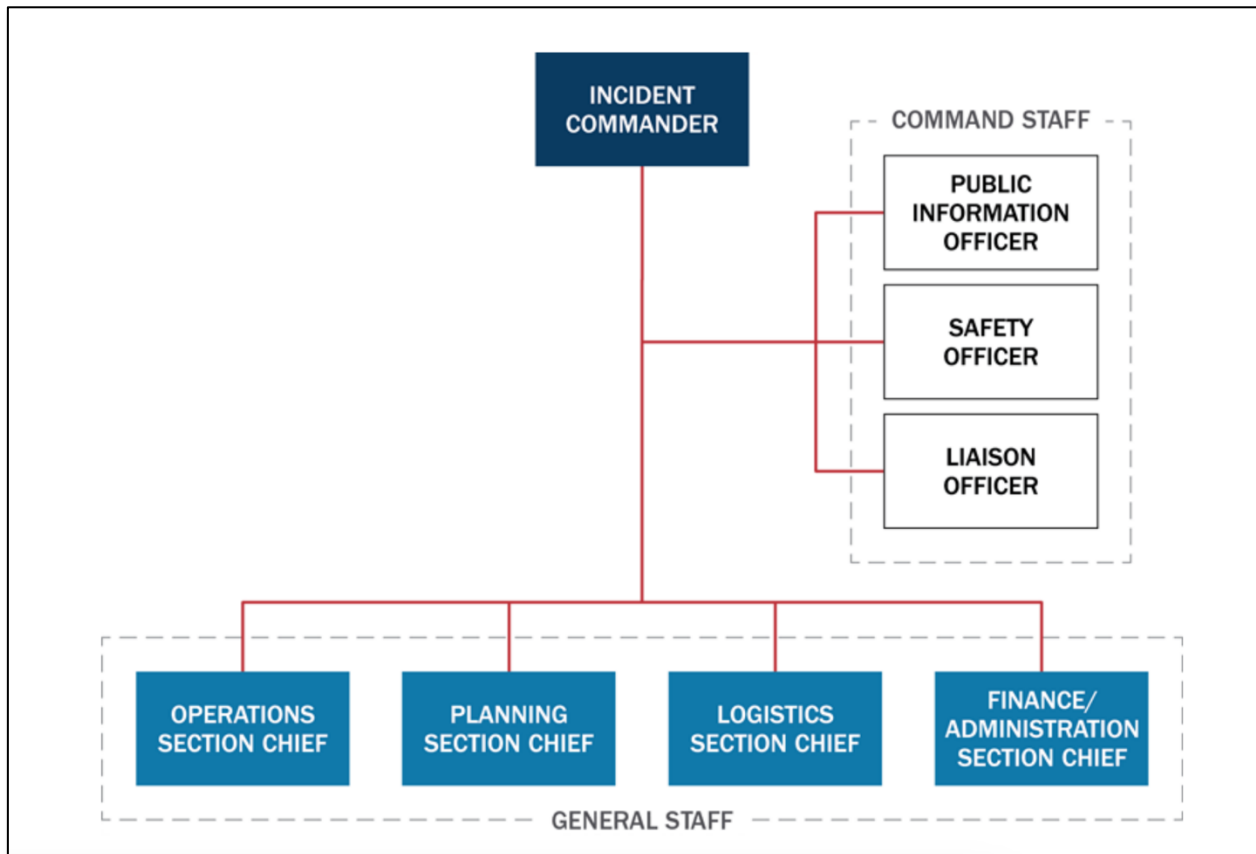 INCIDENT
COMMANDER
COMMAND STAFF
PUBLIC
INFORMATION
OFFICER
SAFETY
OFFICER
LIAISON
OFFICER
OPERATIONS
SECTION CHIEF
PLANNING
SECTION CHIEF
LOGISTICS
SECTION CHIEF
FINANCE/
ADMINISTRATION
SECTION CHIEF
GENERAL STAFF